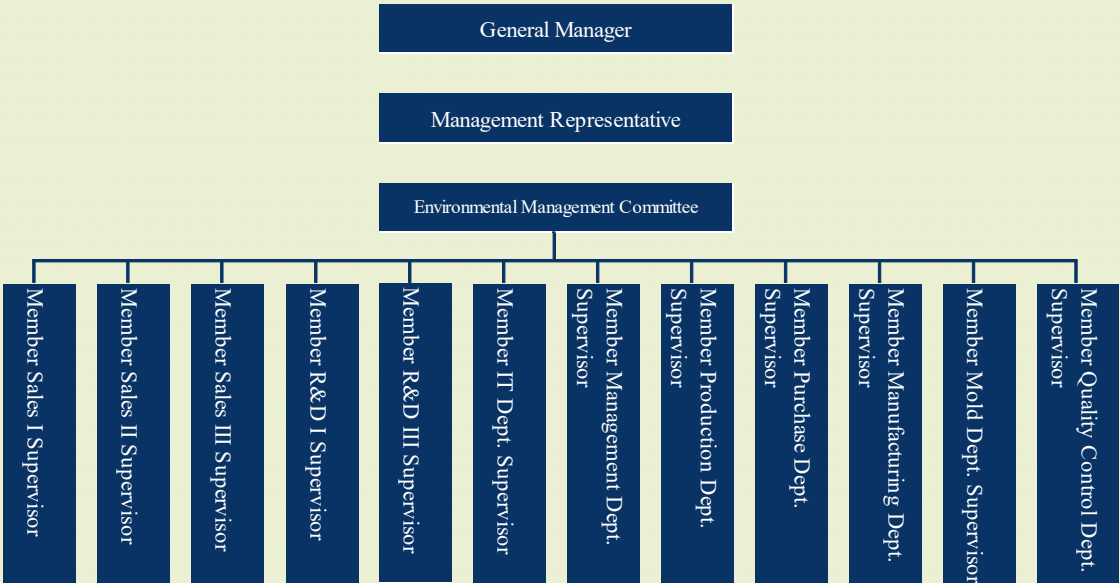 General Manager
Management Representative
Environmental Management Committee
Member Sales I Supervisor
Member Sales II Supervisor
Member Sales III Supervisor
Member R&D I Supervisor
Member R&D III Supervisor
Member IT Dept. Supervisor
Member Management Dept.
Supervisor
Member Production Dept.
Supervisor
Member Purchase Dept.
Supervisor
Member Manufacturing Dept.
Supervisor
Member Mold Dept. Supervisor
Member Quality Control Dept.
Supervisor